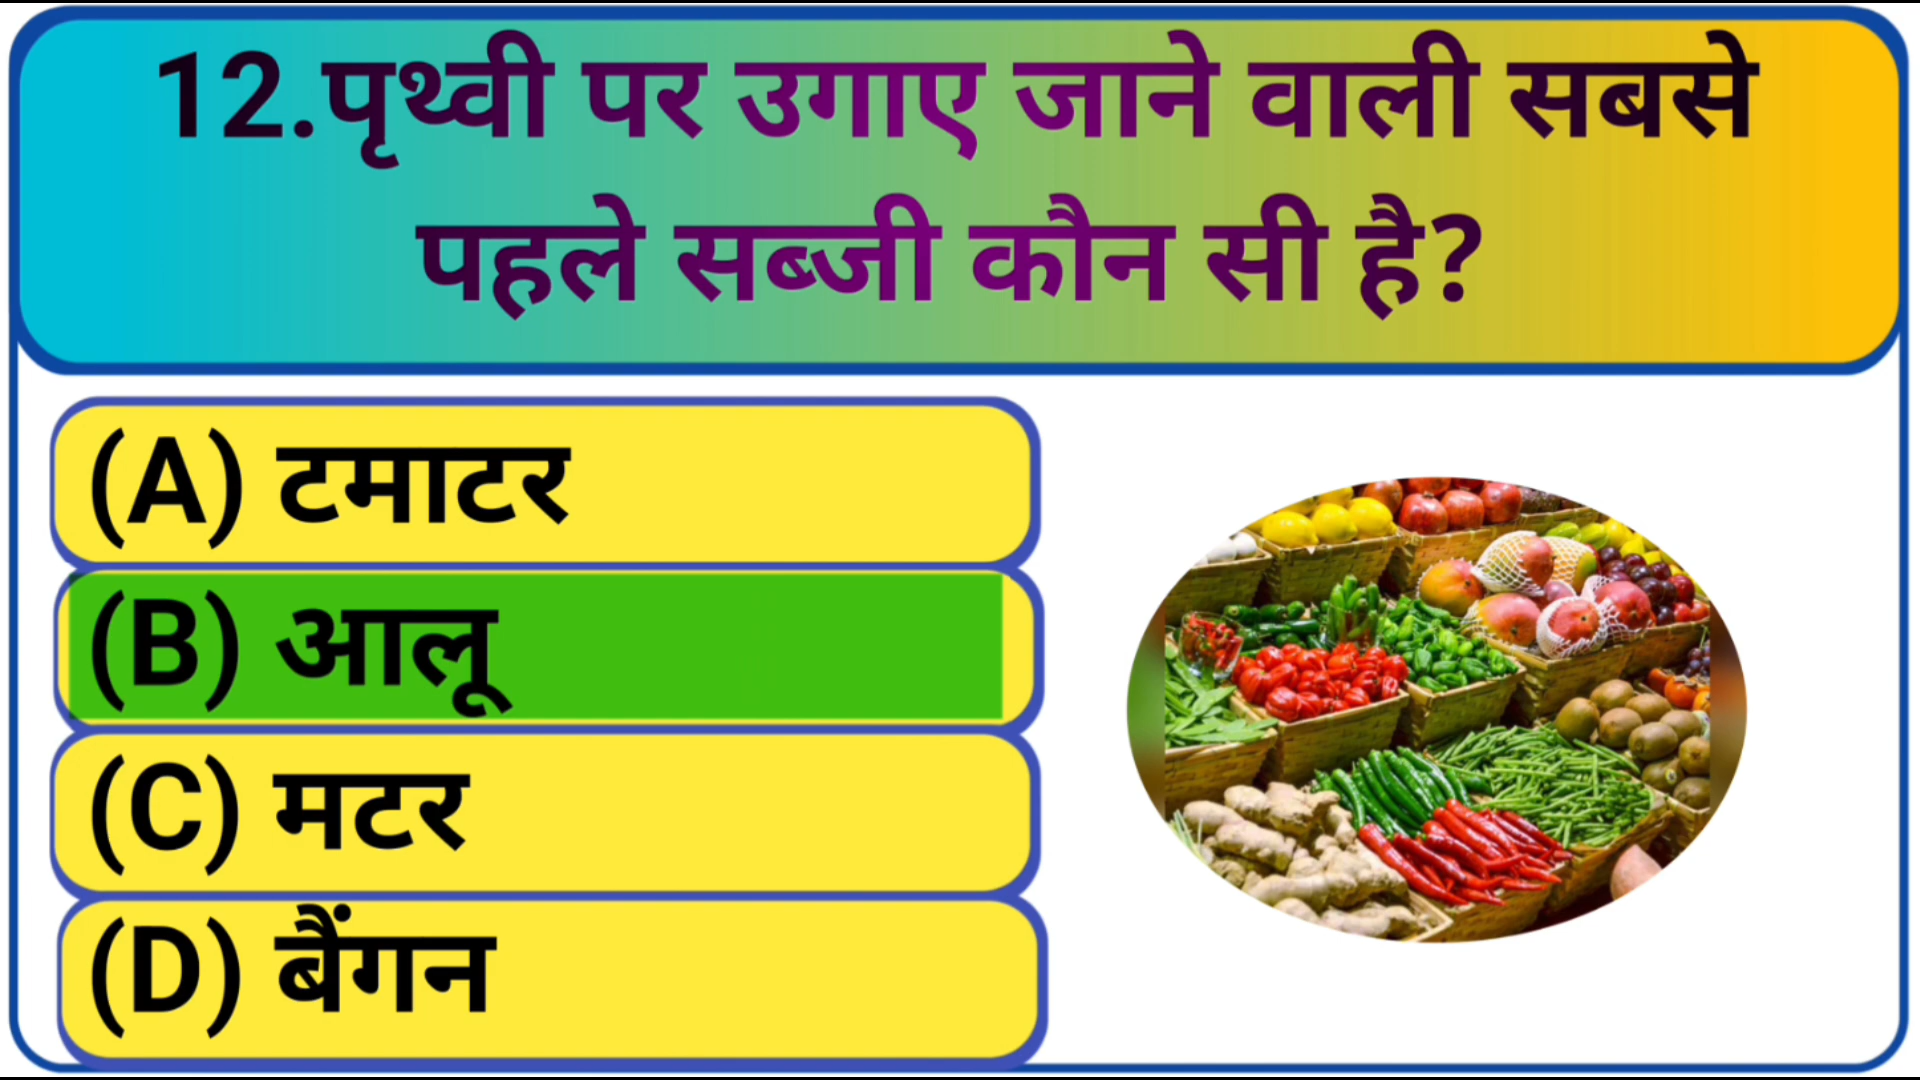 12.पृथ्वी पर उगाए जाने वाली सबसे
पहले सब्जी कौन सी है?
(A) टमाटर
(B) आलू
(C) मटर
(D) बैंगन